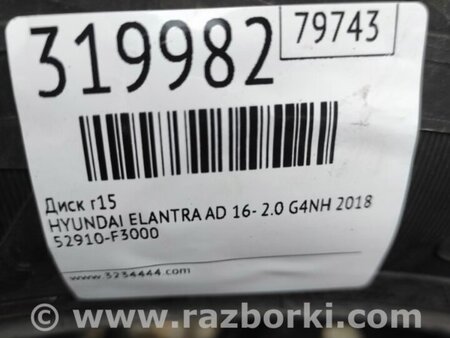 79743
319982
Диск r15
HYUNDAI ELANTRA AD 16- 2.0 G4NH 2018
52910-F3000
www.3234444.com
© www.razborki.com/